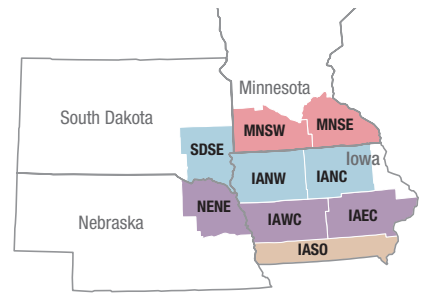 Minnesota
South Dakota
MNSW
MNSE
SDSE
Iowa
IANW
IANC
NENE
Nebraska
IAWC
IAEC
IASO